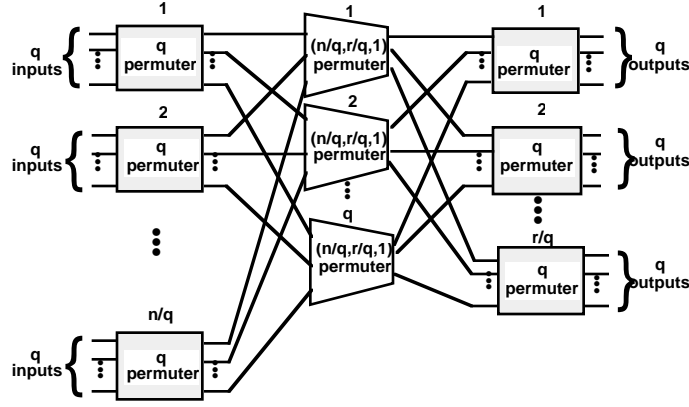 1
q
inputs
q
permuter
2
q
inputs
q
permuter
n/q
q
inputs
q
permuter
1
(n/q,r/q,1)
permuter
2
(n/q,r/q,1)
permuter
q
(n/q,r/q,1)
permuter
1
q
permuter
q
outputs
2
q
permuter
q
outputs
r/q
q
permuter
q
outputs